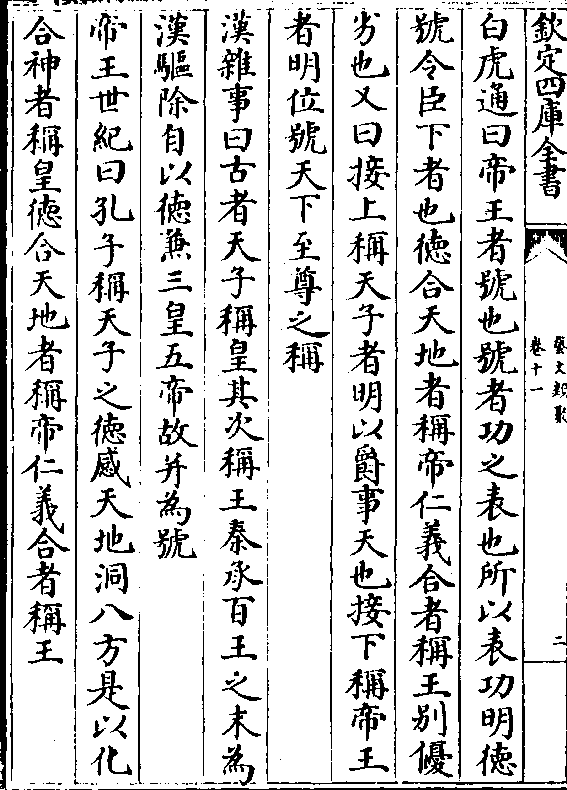 欽定四庫全書
藝文類聚
卷十一
二
白虎通曰帝王者號也號者功之表也所以表功明德
號令臣下者也德合天地者稱帝仁義合者稱王别優
劣也又曰接上稱天子者明以爵事天也接下稱帝王
者明位號天下至尊之稱
漢雜事曰古者天子稱皇其次稱王秦承百王之末為
漢驅除自以德兼三皇五帝故并為號
帝王世紀曰孔子稱天子之德感天地洞八方是以化
合神者稱皇德合天地者稱帝仁義合者稱王